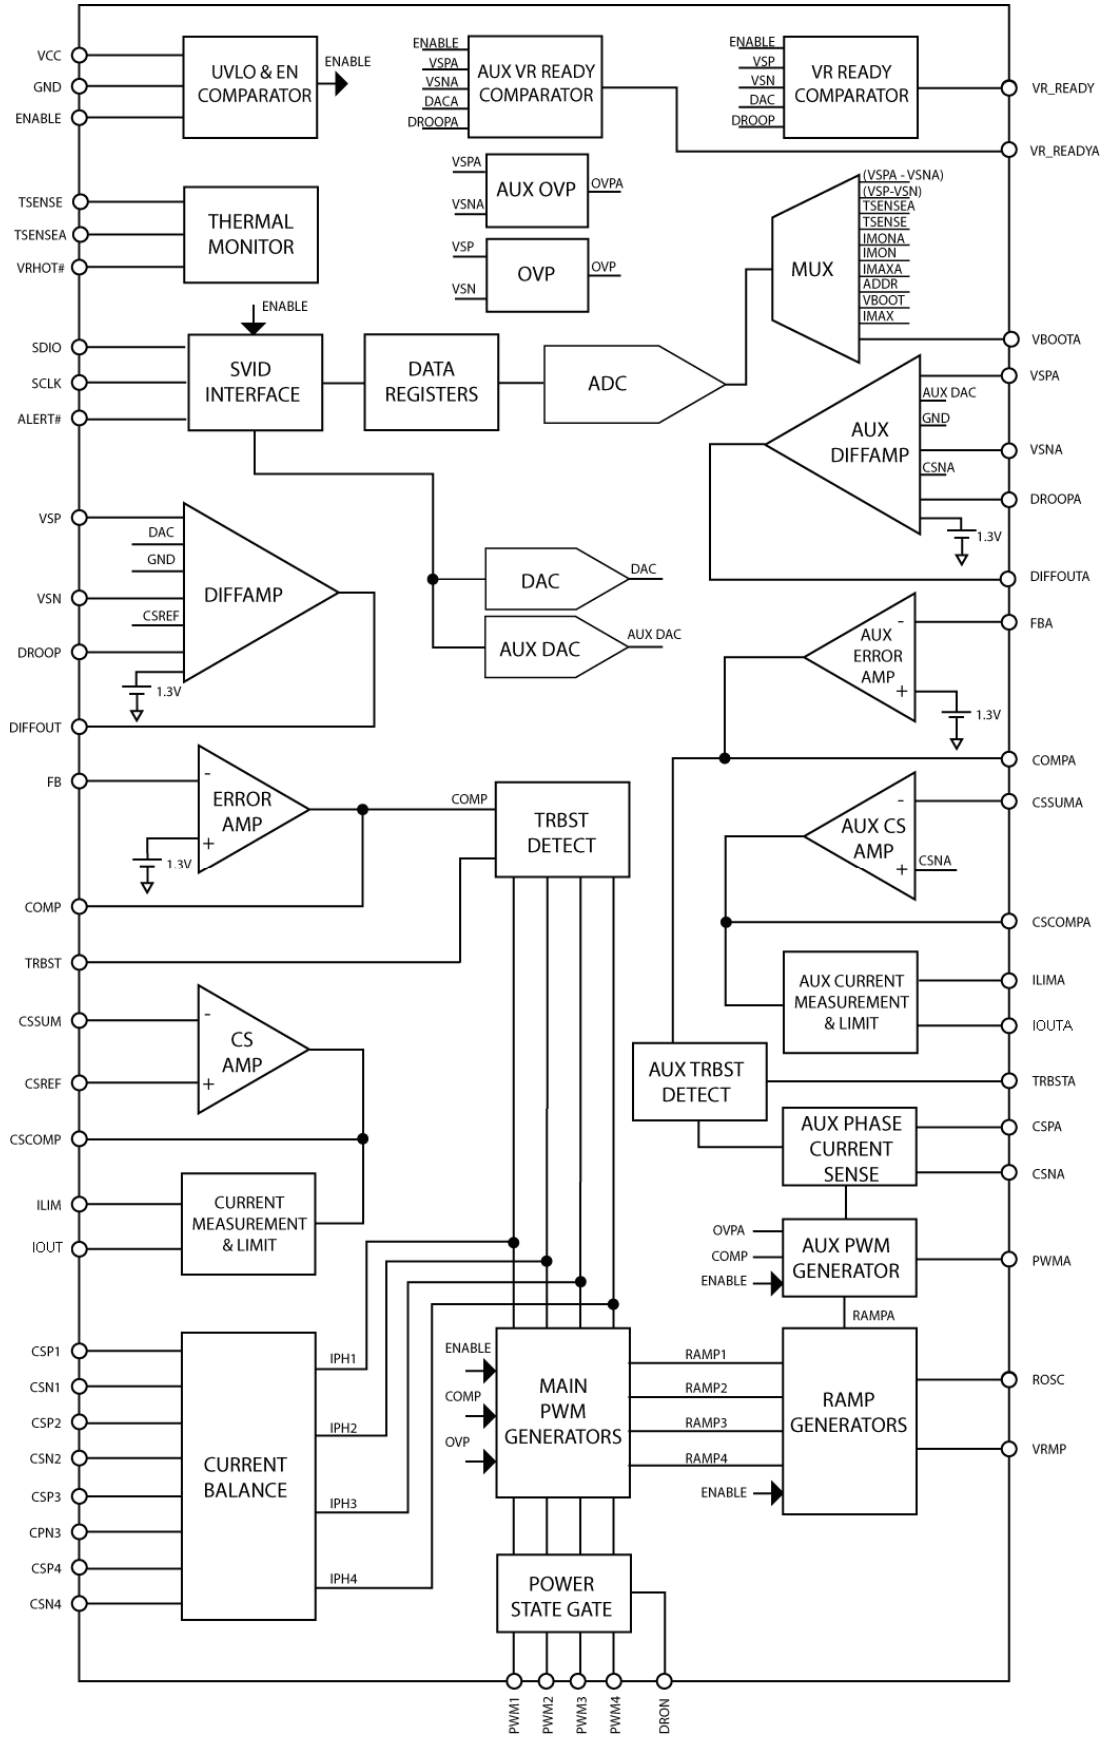 VCC
GND
ENABLE
UVLO & EN
COMPARATOR
ENABLE
ENABLE
VSPA
VSNA
DACA
DROOPA
AUX VR READY
COMPARATOR
ENABLE
VSP
VSN
DAC
DROOP
VR READY
COMPARATOR
VR_READY
VR_READYA
TSENSE
TSENSEA
VRHOT#
THERMAL
MONITOR
VSPA
VSNA
AUX OVP
OVPA
VSP
VSN
OVP
OVP
MUX
(VSPA - VSNA)
(VSP-VSN)
TSENSEA
TSENSE
IMONA
IMON
IMAXA
ADDR
VBOOT
IMAX
VBOOTA
ENABLE
SDIO
SCLK
ALERT#
SVID
INTERFACE
DATA
REGISTERS
ADC
VSPA
AUX DAC
GND
AUX
DIFFAMP
VSNA
CSNA
DROOPA
1.3V
DIFFOUTA
VSP
DAC
GND
VSN
CSREF
DROOP
1.3V
DIFFAMP
DIFFOUT
DAC
DAC
AUX DAC
AUX DAC
FBA
-
AUX
ERROR
AMP
+
1.3V
COMPA
FB
-
ERROR
AMP
+
1.3V
COMP
COMP
TRBST
DETECT
TRBST
CSSUMA
-
AUX CS
AMP
+
CSNA
CSCOMPA
AUX CURRENT
MEASUREMENT
& LIMIT
ILIMA
IOUTA
CSSUM
-
CS
AMP
+
CSREF
CSCOMP
AUX TRBST
DETECT
TRBSTA
AUX PHASE
CURRENT
SENSE
CSPA
CSNA
ILIM
IOUT
CURRENT
MEASUREMENT
& LIMIT
OVPA
COMP
ENABLE
AUX PWM
GENERATOR
PWMA
RAMPA
CSP1
CSN1
CSP2
CSN2
CSP3
CPN3
CSP4
CSN4
CURRENT
BALANCE
IPH1
IPH2
IPH3
IPH4
ENABLE
COMP
OVP
MAIN
PWM
GENERATORS
RAMP1
RAMP2
RAMP3
RAMP4
ENABLE
RAMP
GENERATORS
ROSC
VRMP
POWER
STATE GATE
PWM1
PWM2
PWM3
PWM4
DRON